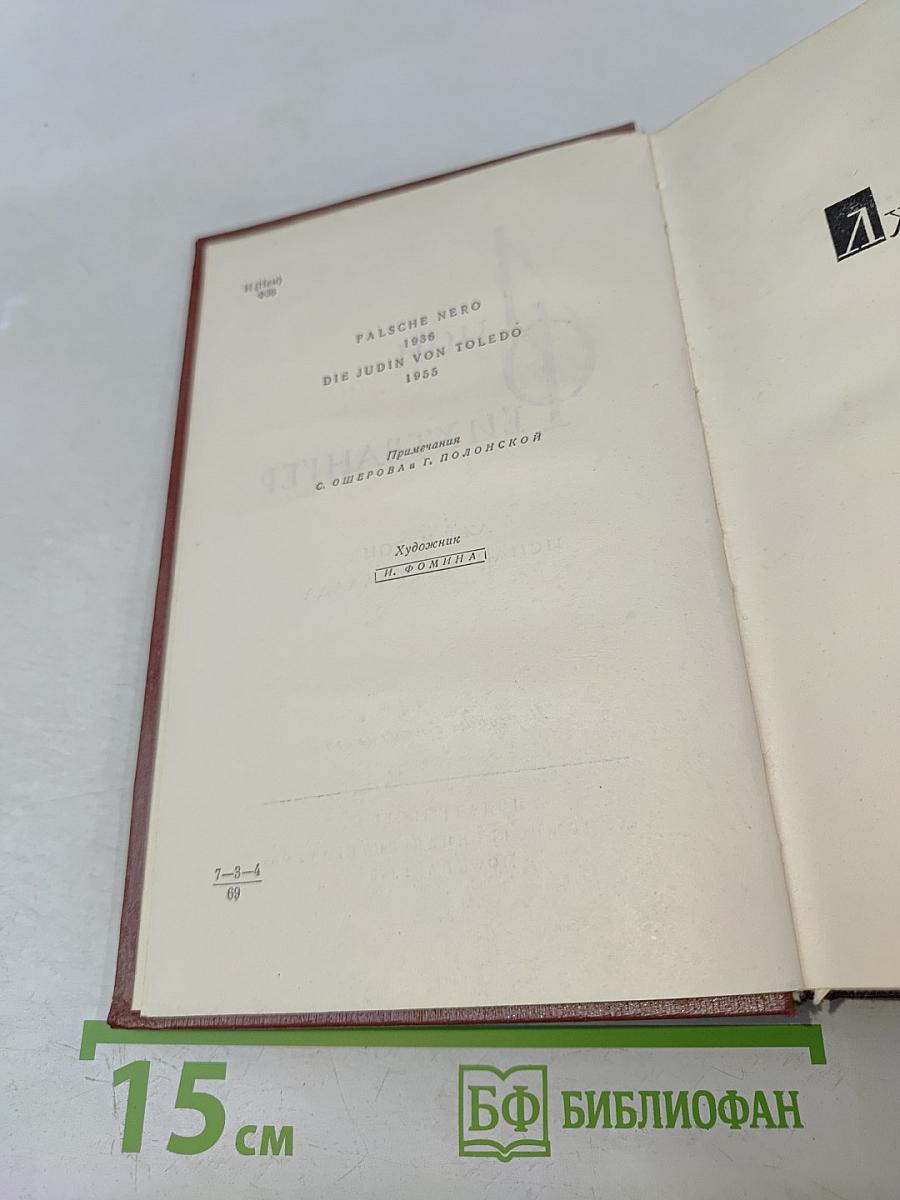 И(Нем)
Ф36
FALSCHE NERO
1936
DIE JUDIN VON TOLEDO
1955
Примечания
С. ОШЕРОВА и Г. ПОЛОНСКОЙ
Художник
И. ФОМИНА
7—3—4
69
15 см
БФ БИБЛИОФАН